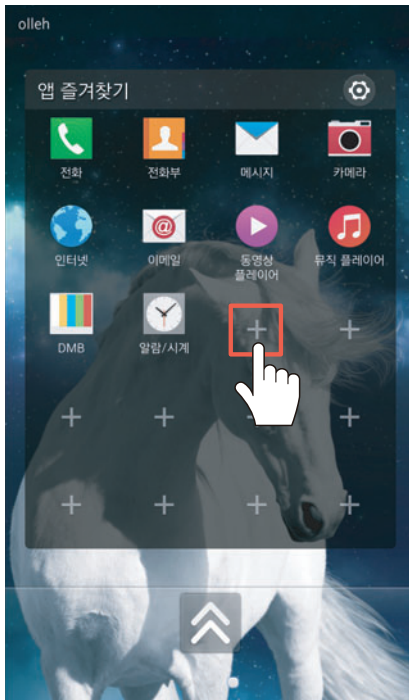 olleh
앱 즐겨찾기
전화
전화부
메시지
카메라
인터넷
이메일
동영상
플레이어
뮤직 플레이어
DMB
알람/시계